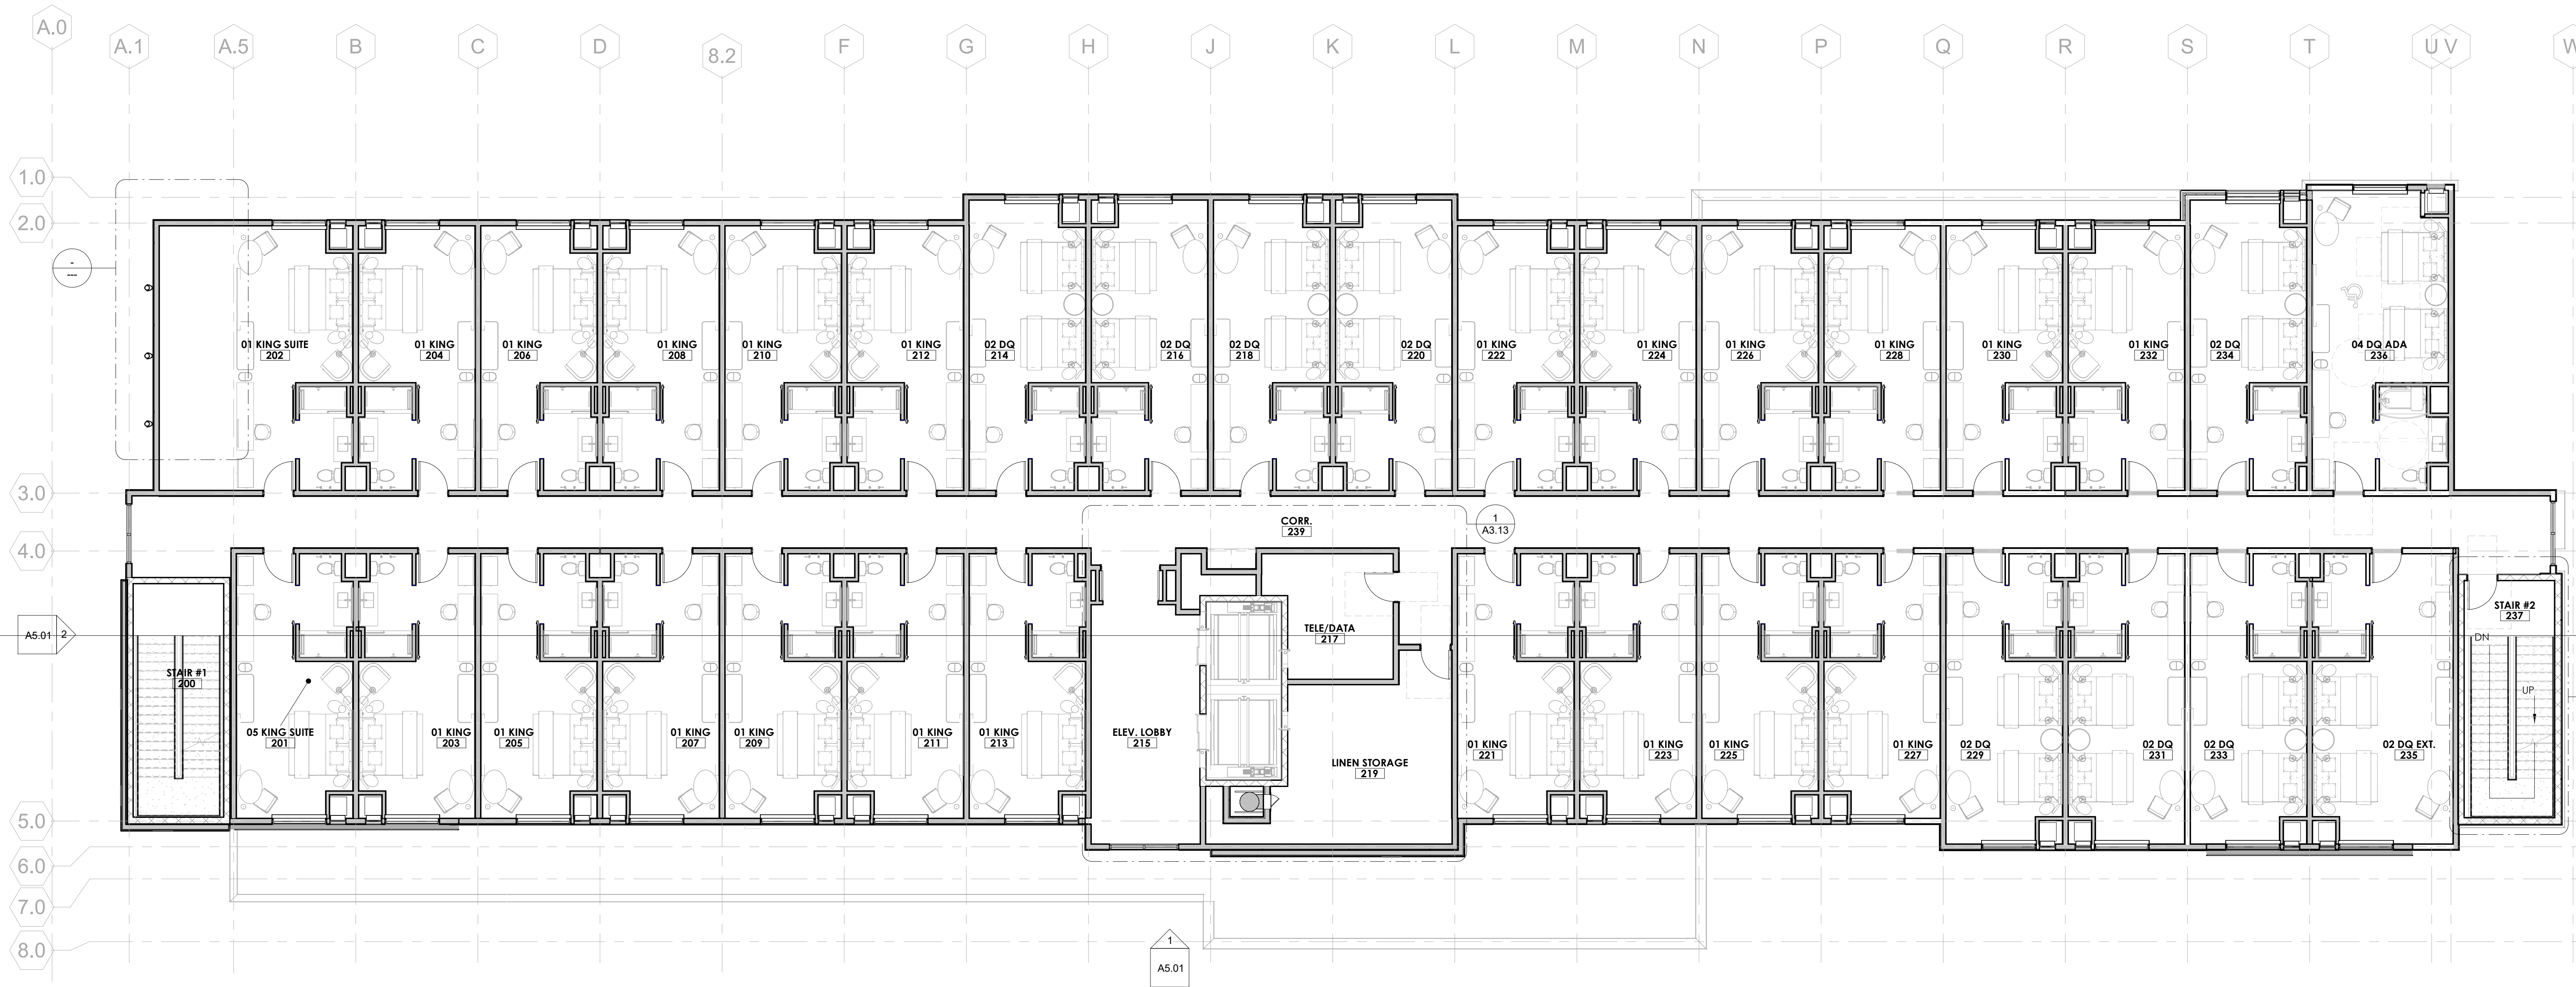 A.0
A.1
A.5
B
C
D
8.2
F
G
H
J
K
L
M
N
P
Q
R
S
T
U
V
W
1.0
2.0
3.0
4.0
5.0
6.0
7.0
8.0
-
---
01 KING SUITE
202
01 KING
204
01 KING
206
01 KING
208
01 KING
210
01 KING
212
02 DQ
214
02 DQ
216
02 DQ
218
02 DQ
220
01 KING
222
01 KING
224
01 KING
226
01 KING
228
01 KING
230
01 KING
232
02 DQ
234
04 DQ ADA
236
CORR.
239
1
A3.13
A5.01
2
STAIR #1
200
05 KING SUITE
201
01 KING
203
01 KING
205
01 KING
207
01 KING
209
01 KING
211
01 KING
213
ELEV. LOBBY
215
TELE/DATA
217
LINEN STORAGE
219
01 KING
221
01 KING
223
01 KING
225
01 KING
227
02 DQ
229
02 DQ
231
02 DQ
233
02 DQ EXT.
235
STAIR #2
237
DN
UP
1
A5.01